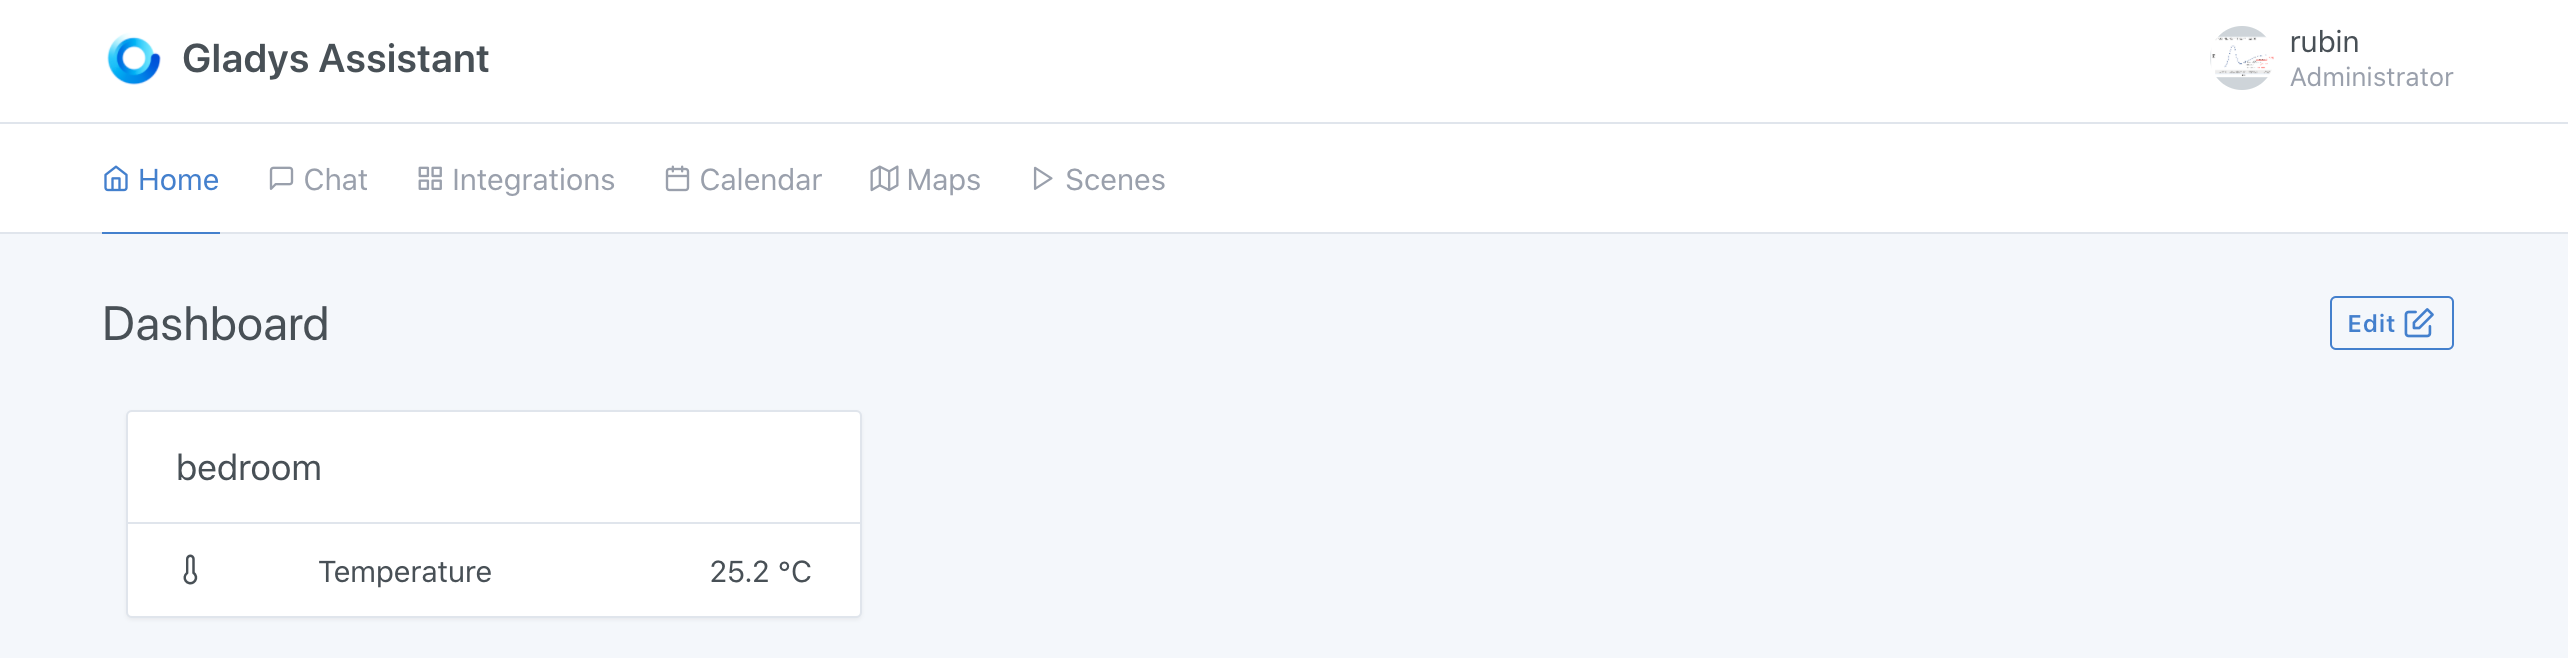 Gladys Assistant
rubin
Administrator
Home Chat Integrations Calendar Maps Scenes
Dashboard
Edit
bedroom
Temperature 25.2 °C